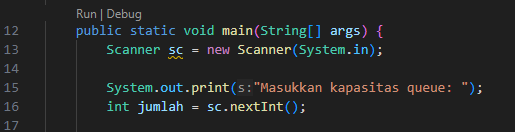 Run | Debug
12 public static void main(String[] args) {
13 Scanner sc = new Scanner(System.in);
14
15 System.out.print(s:"Masukkan kapasitas queue: ");
16 int jumlah = sc.nextInt();
17